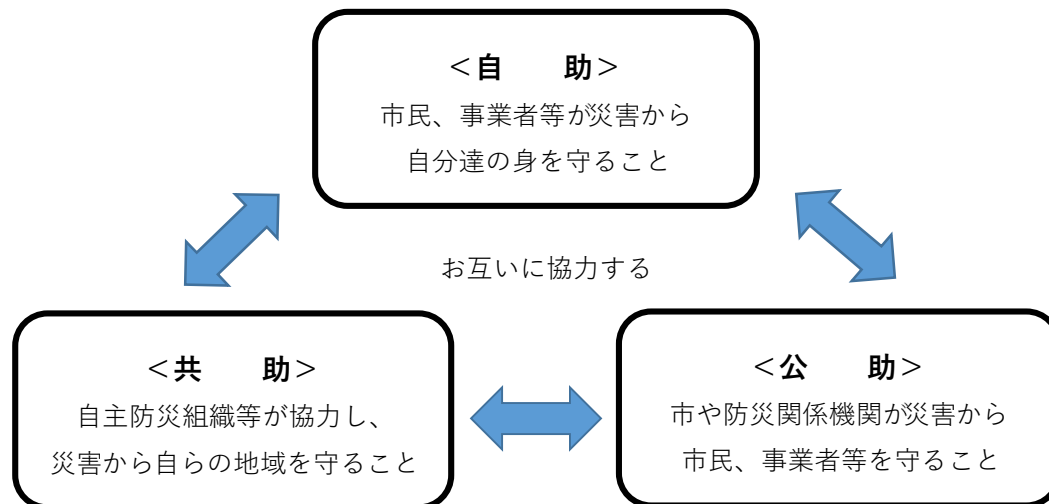 ＜自　　助＞
市民、事業者等が災害から
自分達の身を守ること
お互いに協力する
＜共　　助＞
自主防災組織等が協力し、
災害から自らの地域を守ること
＜公　　助＞
市や防災関係機関が災害から
市民、事業者等を守ること